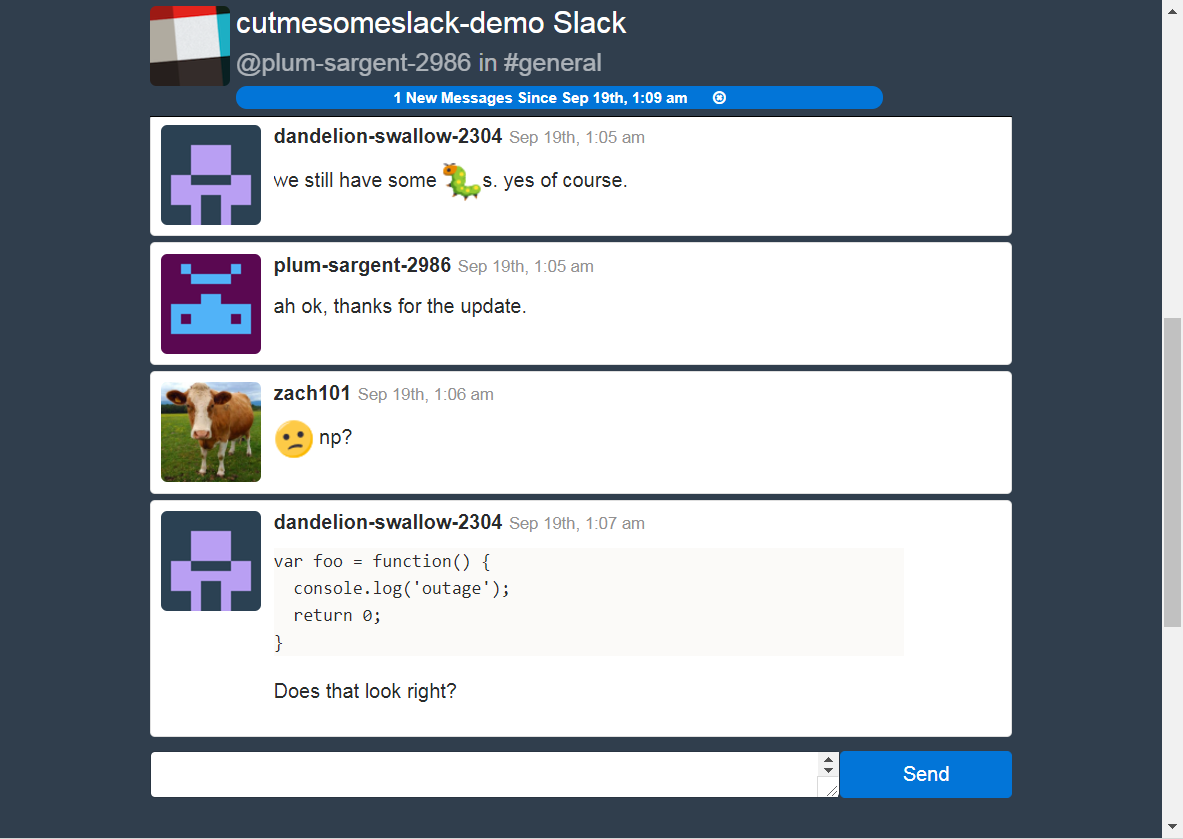 cutmesomeslack-demo Slack
@plum-sargent-2986 in #general
1 New Messages Since Sep 19th, 1:09 am
dandelion-swallow-2304 Sep 19th, 1:05 am
we still have some 🐛s. yes of course.
plum-sargent-2986 Sep 19th, 1:05 am
ah ok, thanks for the update.
zach101 Sep 19th, 1:06 am
😕 np?
dandelion-swallow-2304 Sep 19th, 1:07 am
var foo = function() {
  console.log('outage');
  return 0;
}
Does that look right?
Send